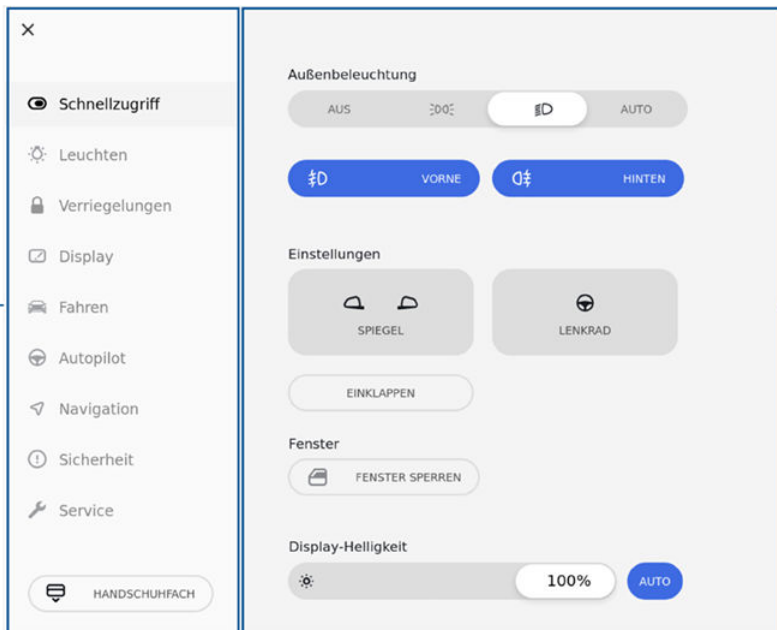 Schnellzugriff
Leuchten
Verriegelungen
Display
Fahren
Autopilot
Navigation
Sicherheit
Service
HANDSCHUHFACH
Außenbeleuchtung
AUS
AUTO
VORNE
HINTEN
Einstellungen
SPIEGEL
LENKRAD
EINKLAPPEN
Fenster
FENSTER SPERREN
Display-Helligkeit
100%
AUTO